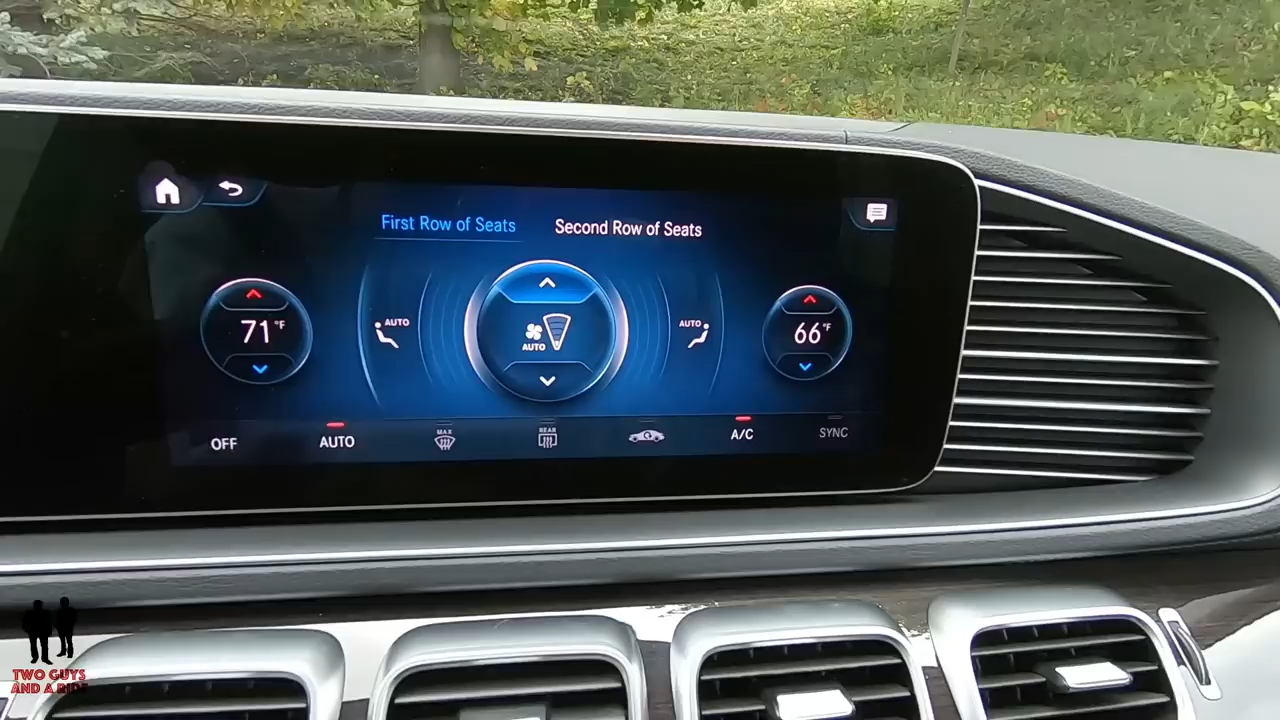 First Row of Seats
Second Row of Seats
71°F
AUTO
AUTO
AUTO
66°F
OFF
AUTO
MAX
REAR
A/C
SYNC
TWO GUYS
AND A RIDE